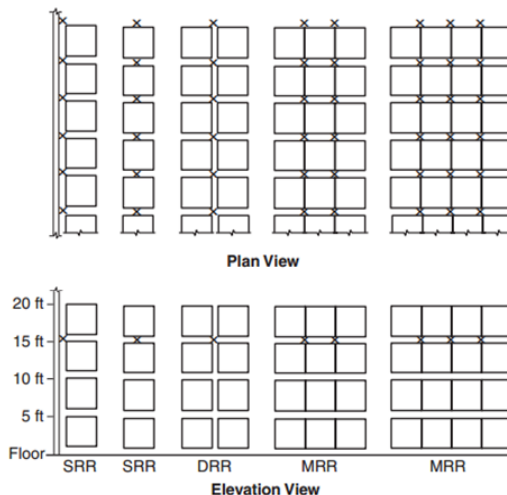 Plan View
20 ft
15 ft
10 ft
5 ft
Floor
SRR SRR DRR MRR MRR
Elevation View